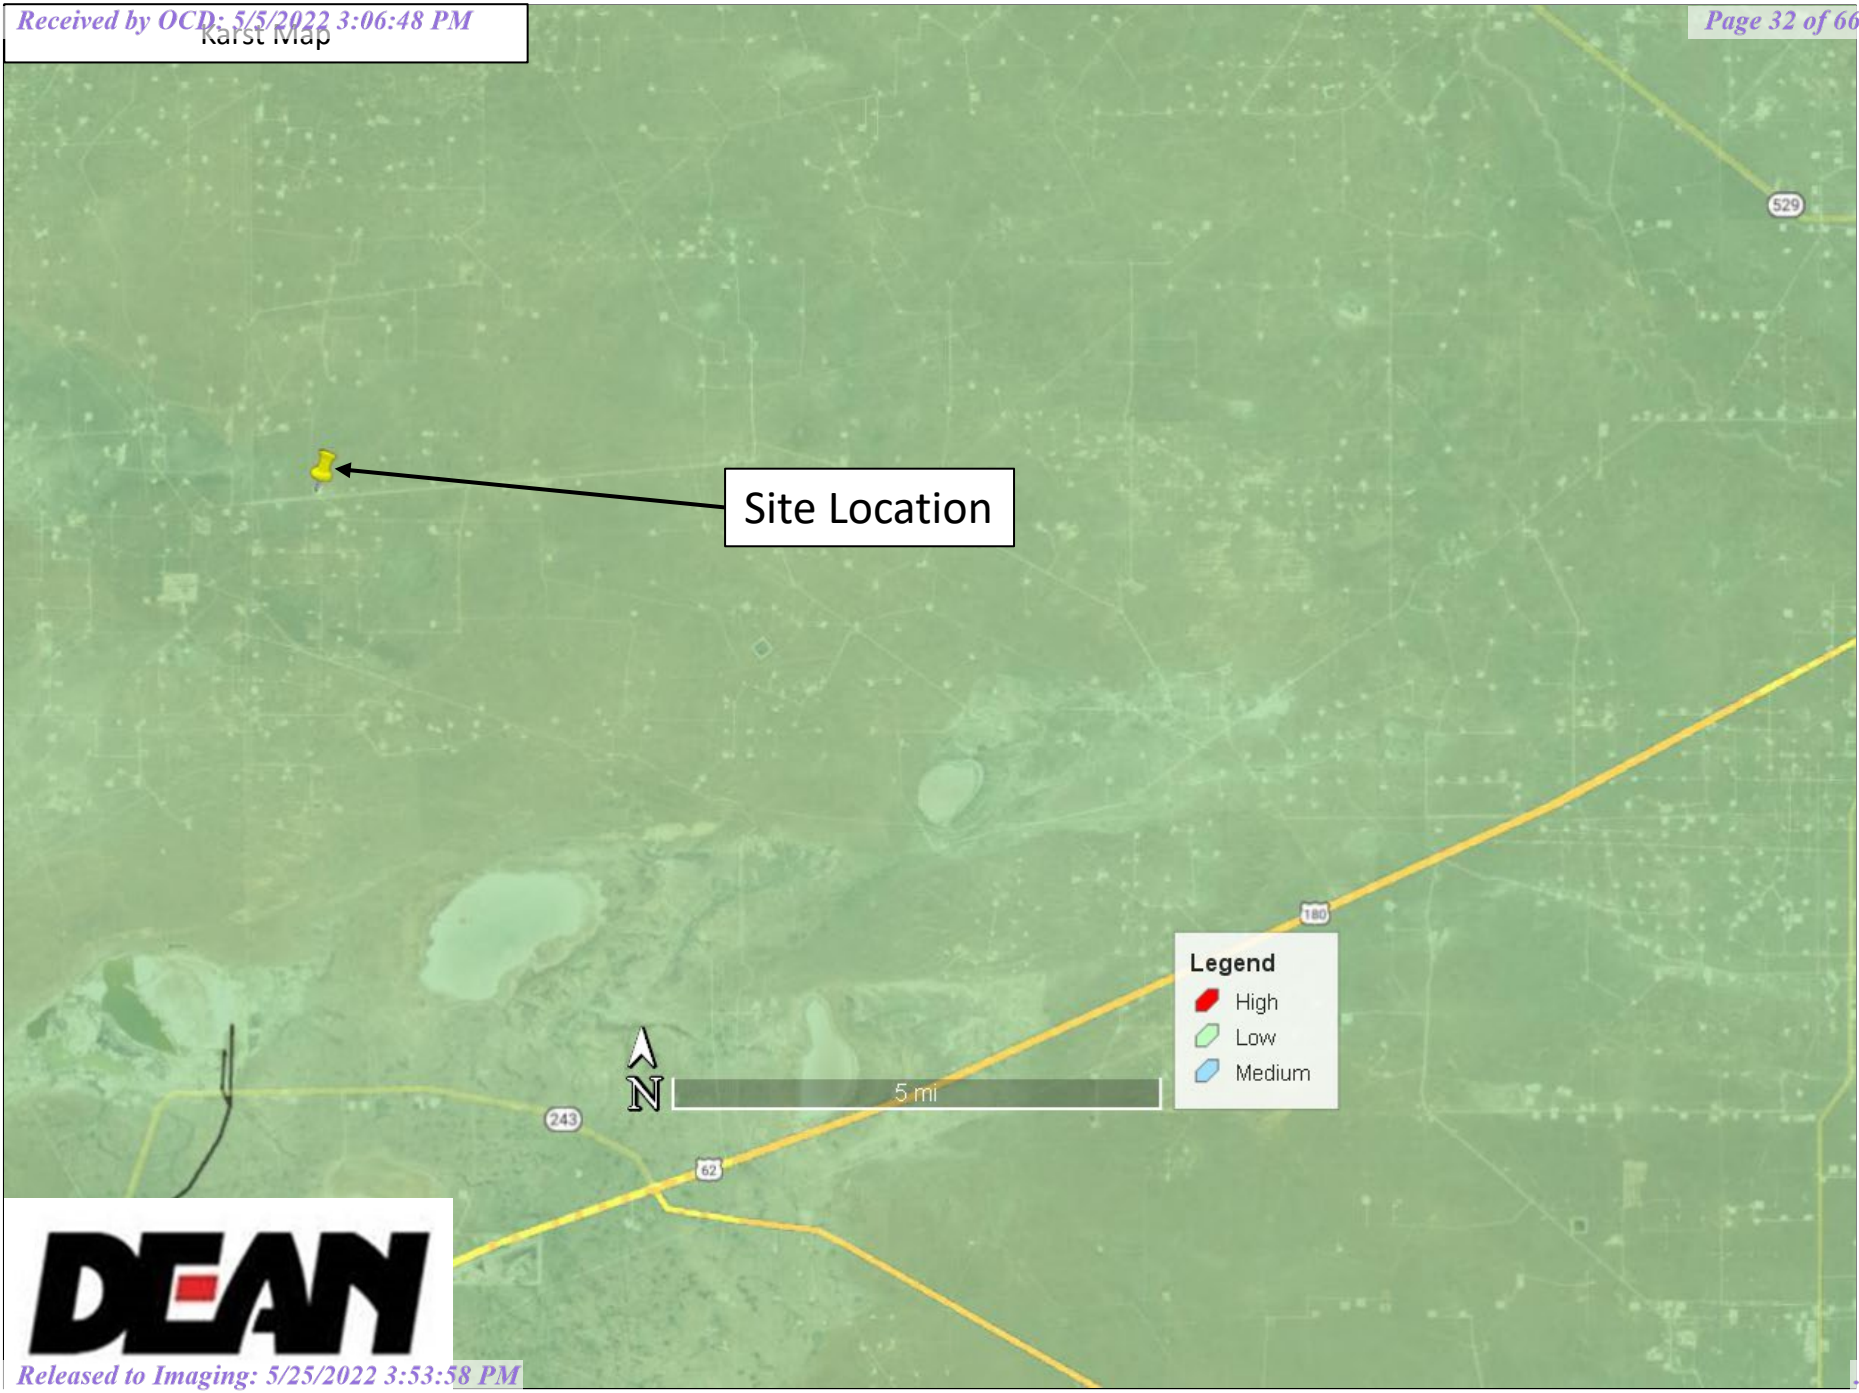 Received by OCD: 5/5/2022 3:06:48 PM
Page 32 of 66
Karst Map
529
Site Location
180
Legend
High
Low
Medium
N
5 mi
243
62
DEAN
Released to Imaging: 5/25/2022 3:53:58 PM